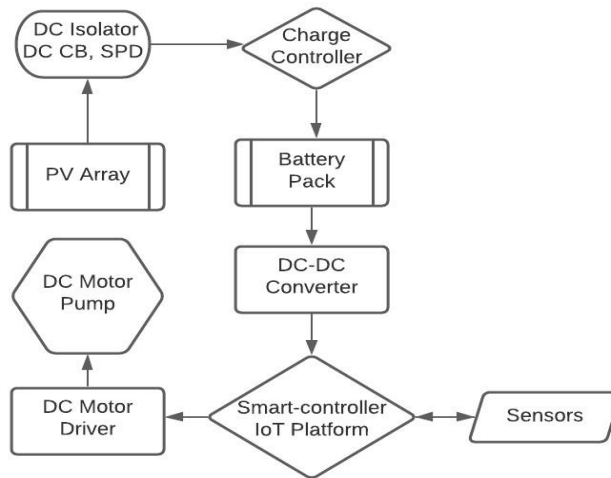 DC Isolator
DC CB, SPD
Charge
Controller
PV Array
Battery
Pack
DC Motor
Pump
DC-DC
Converter
DC Motor
Driver
Smart-controller
IoT Platform
Sensors